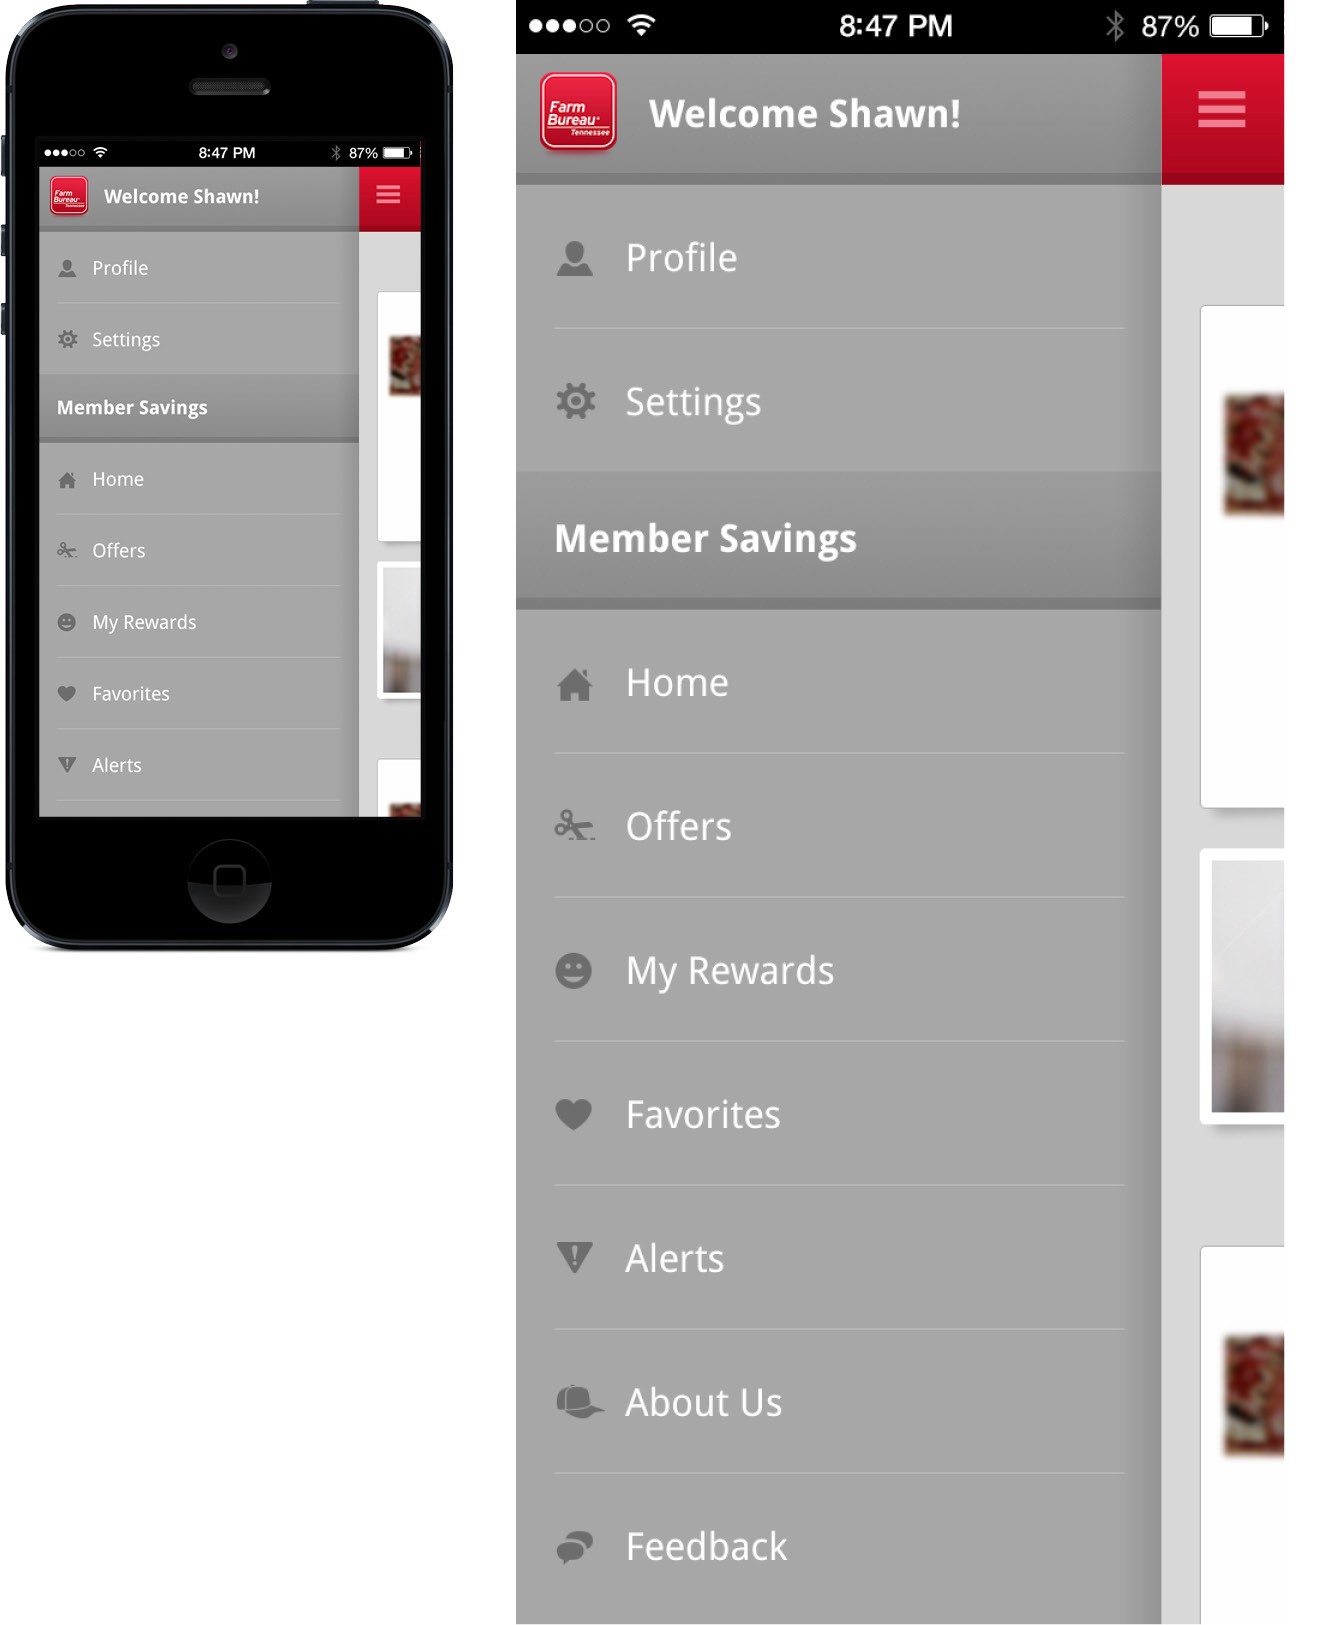 8:47 PM 87%
Farm
Bureau
Tennessee
Welcome Shawn!
Profile
Settings
Member Savings
Home
Offers
My Rewards
Favorites
Alerts
8:47 PM 87%
Farm
Bureau
Tennessee
Welcome Shawn!
Profile
Settings
Member Savings
Home
Offers
My Rewards
Favorites
Alerts
About Us
Feedback